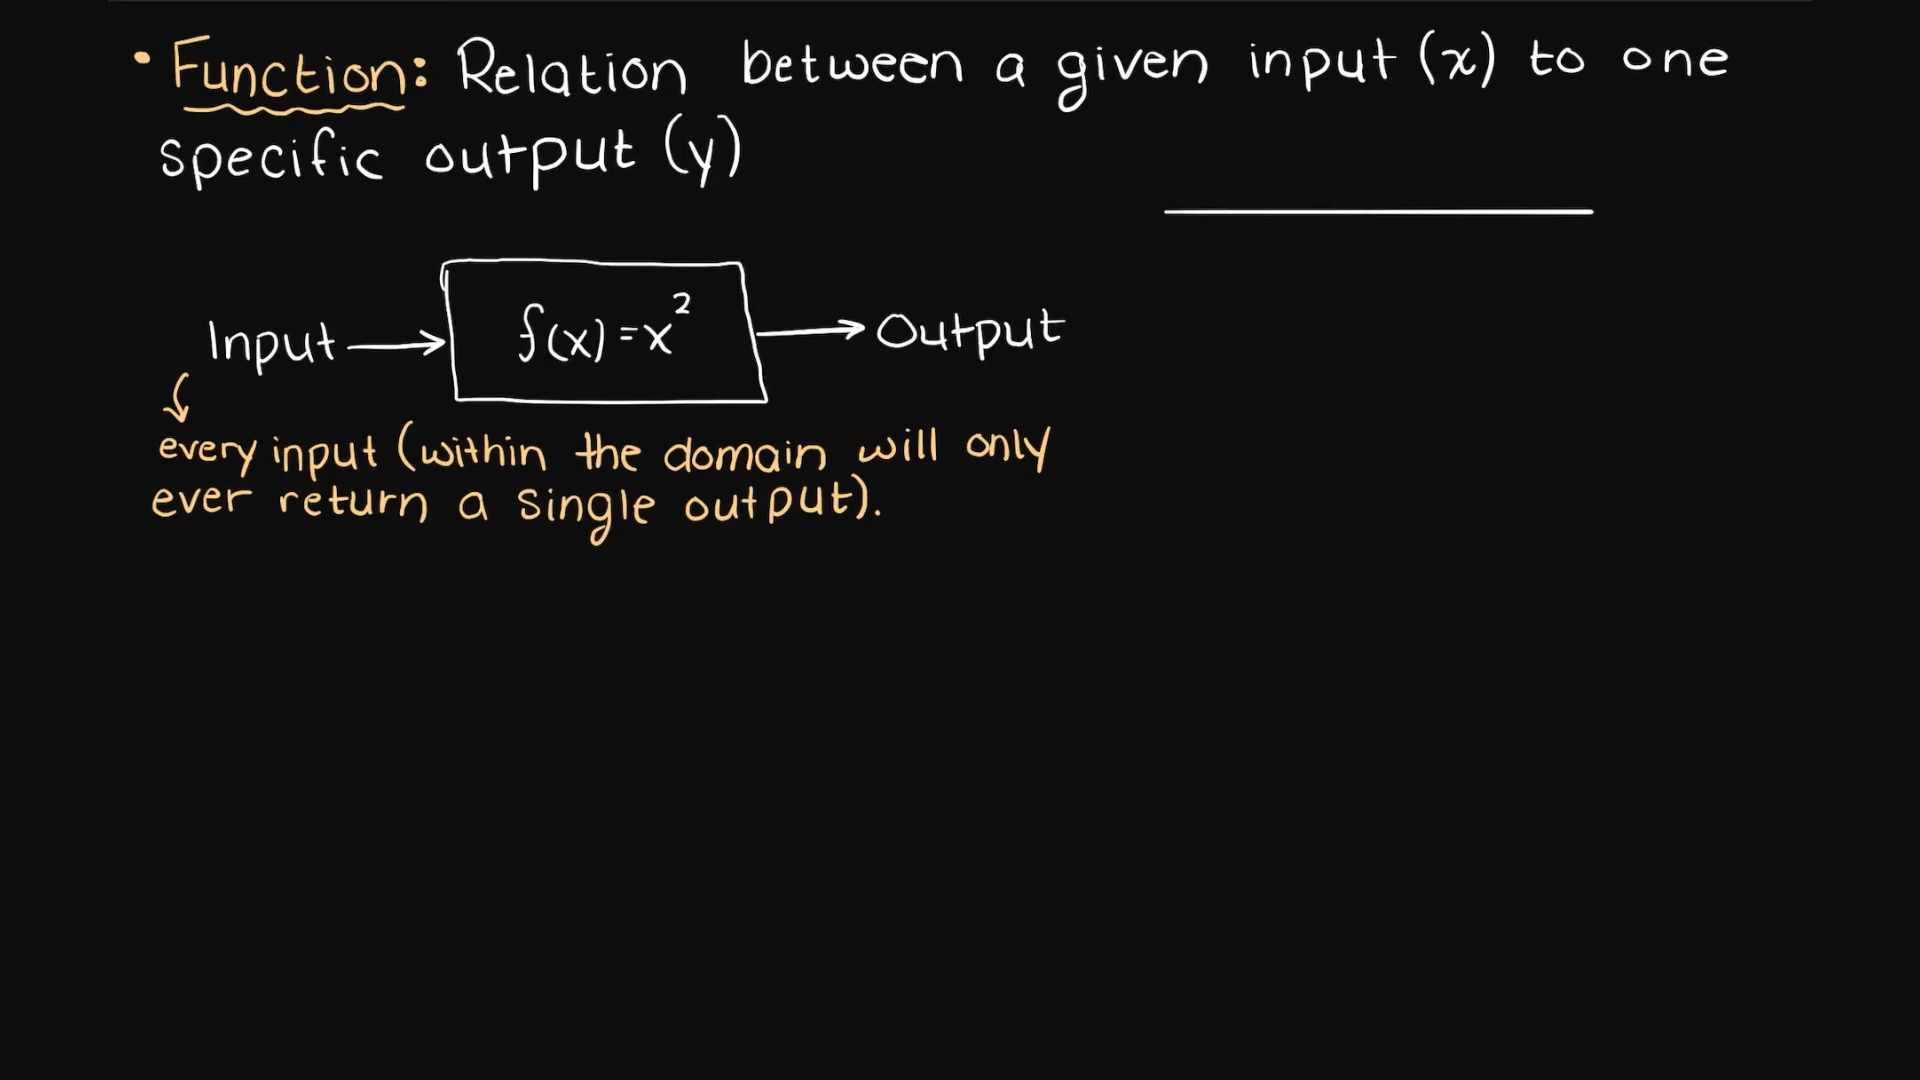 • Function: Relation between a given input (x) to one
specific output (y)
Input → f(x) = x² → Output
every input (within the domain will only
ever return a single output).